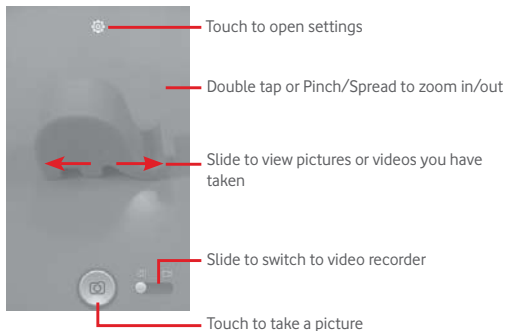 Touch to open settings
Double tap or Pinch/Spread to zoom in/out
Slide to view pictures or videos you have
taken
Slide to switch to video recorder
Touch to take a picture